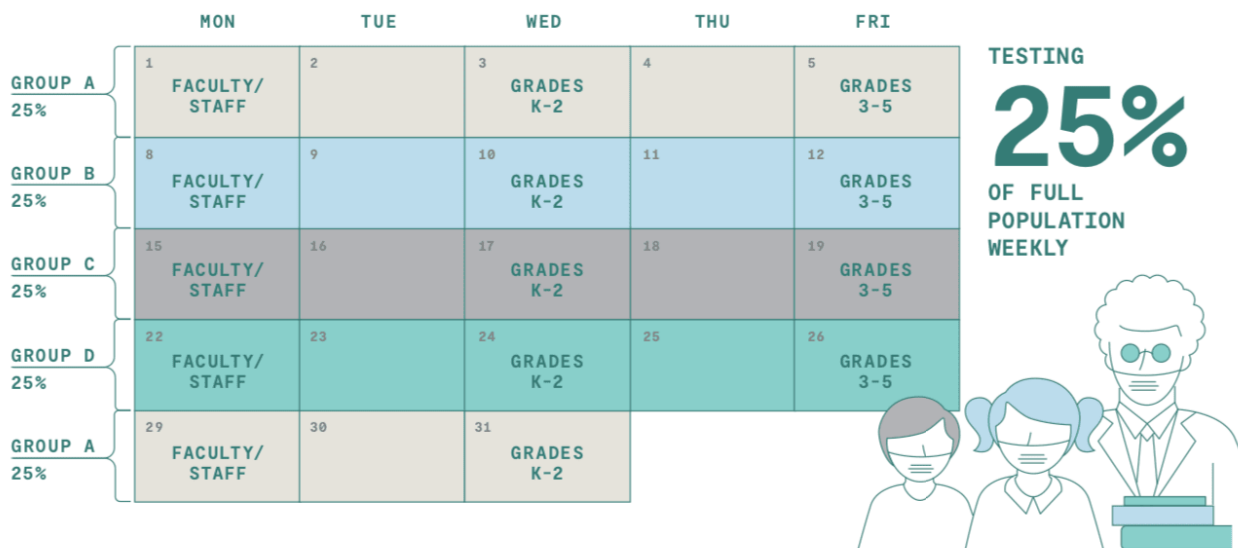 MON TUE WED THU FRI
GROUP A
25%
1 FACULTY/ STAFF
2
3 GRADES K-2
4
5 GRADES 3-5
GROUP B
25%
8 FACULTY/ STAFF
9
10 GRADES K-2
11
12 GRADES 3-5
GROUP C
25%
15 FACULTY/ STAFF
16
17 GRADES K-2
18
19 GRADES 3-5
GROUP D
25%
22 FACULTY/ STAFF
23
24 GRADES K-2
25
26 GRADES 3-5
GROUP A
25%
29 FACULTY/ STAFF
30
31 GRADES K-2
TESTING
25%
OF FULL
POPULATION
WEEKLY